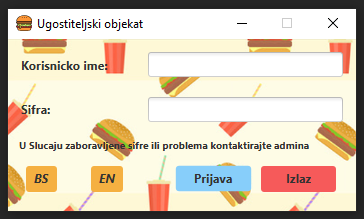 Ugostiteljski objekat
Korisnicko ime:
Sifra:
U Slucaju zaboravljene sifre ili problema kontaktirajte admina
BS EN Prijava Izlaz